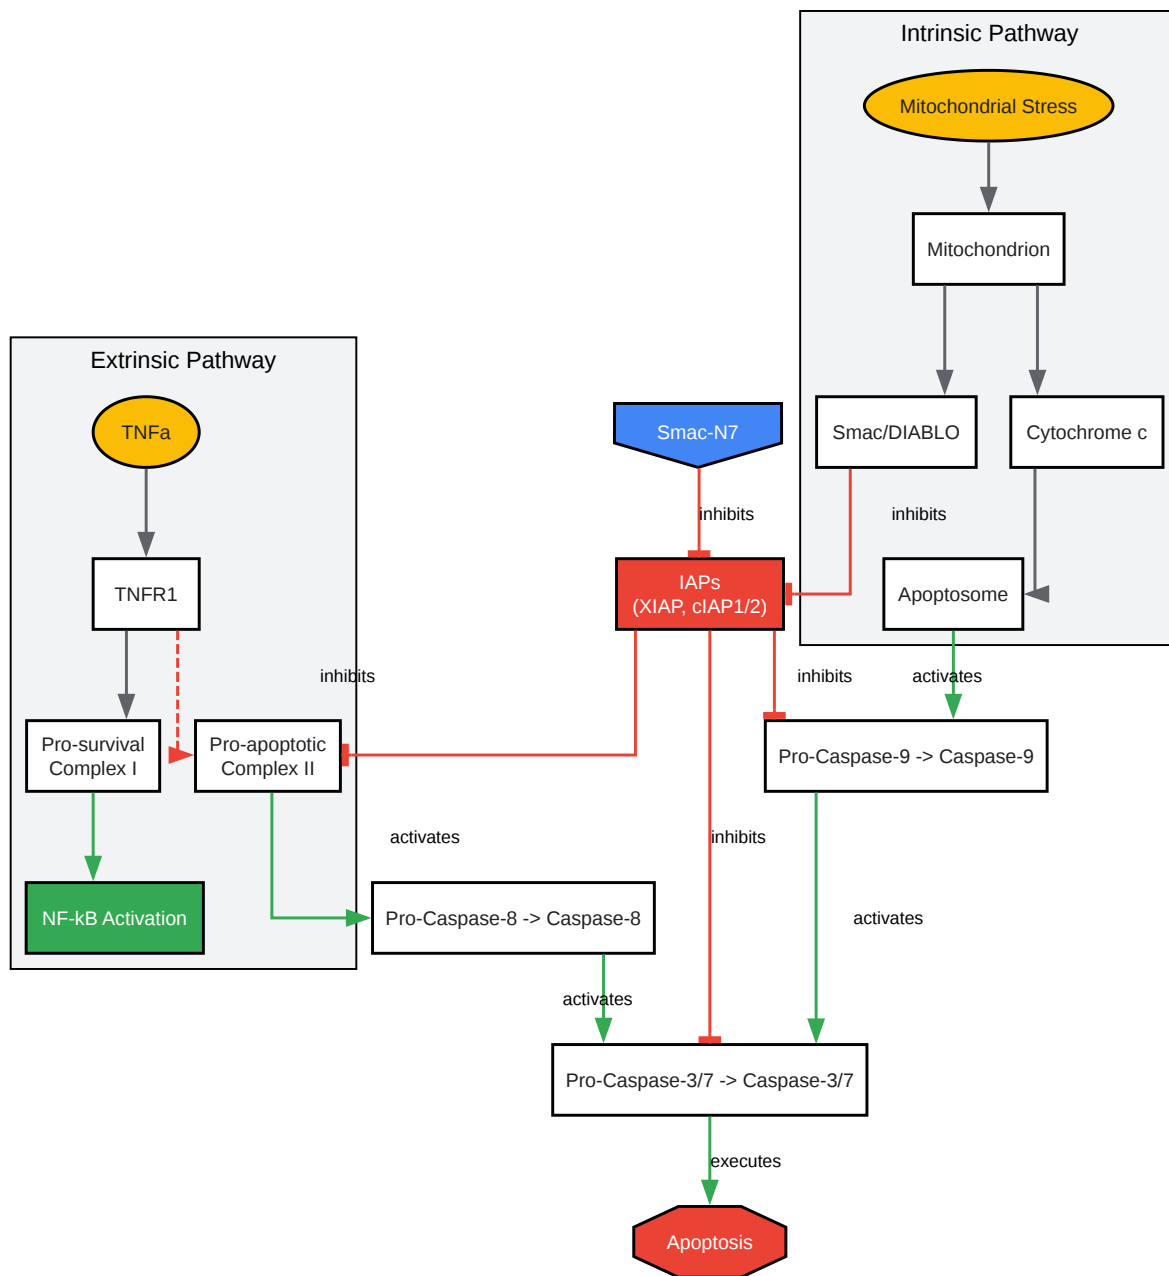 Intrinsic Pathway
Mitochondrial Stress
Mitochondrion
Extrinsic Pathway
TNFa
Smac-N7
Smac/DIABLO
Cytochrome c
inhibits
inhibits
TNFR1
IAPs
(XIAP, cIAP1/2)
Apoptosome
inhibits
inhibits
activates
Pro-survival
Complex I
Pro-apoptotic
Complex II
Pro-Caspase-9 -> Caspase-9
activates
inhibits
NF-kB Activation
Pro-Caspase-8 -> Caspase-8
activates
activates
Pro-Caspase-3/7 -> Caspase-3/7
executes
Apoptosis